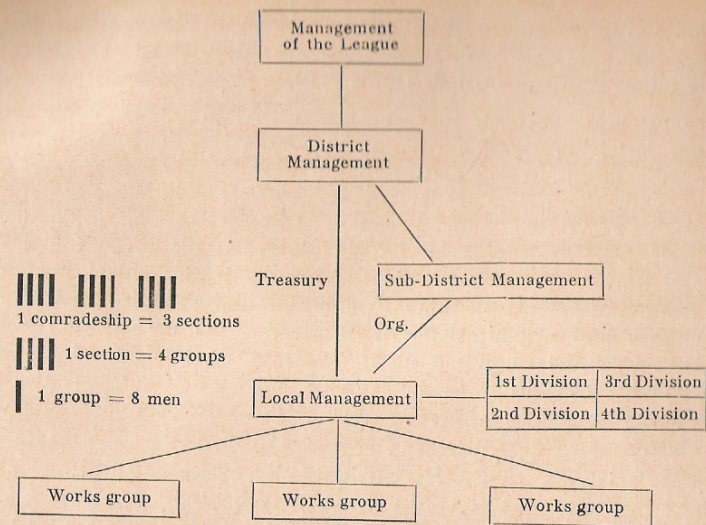 Management
of the League
District
Management
Treasury
Sub-District Management
Org.
1 comradeship = 3 sections
1 section = 4 groups
1 group = 8 men
Local Management
1st Division 3rd Division
2nd Division 4th Division
Works group
Works group
Works group